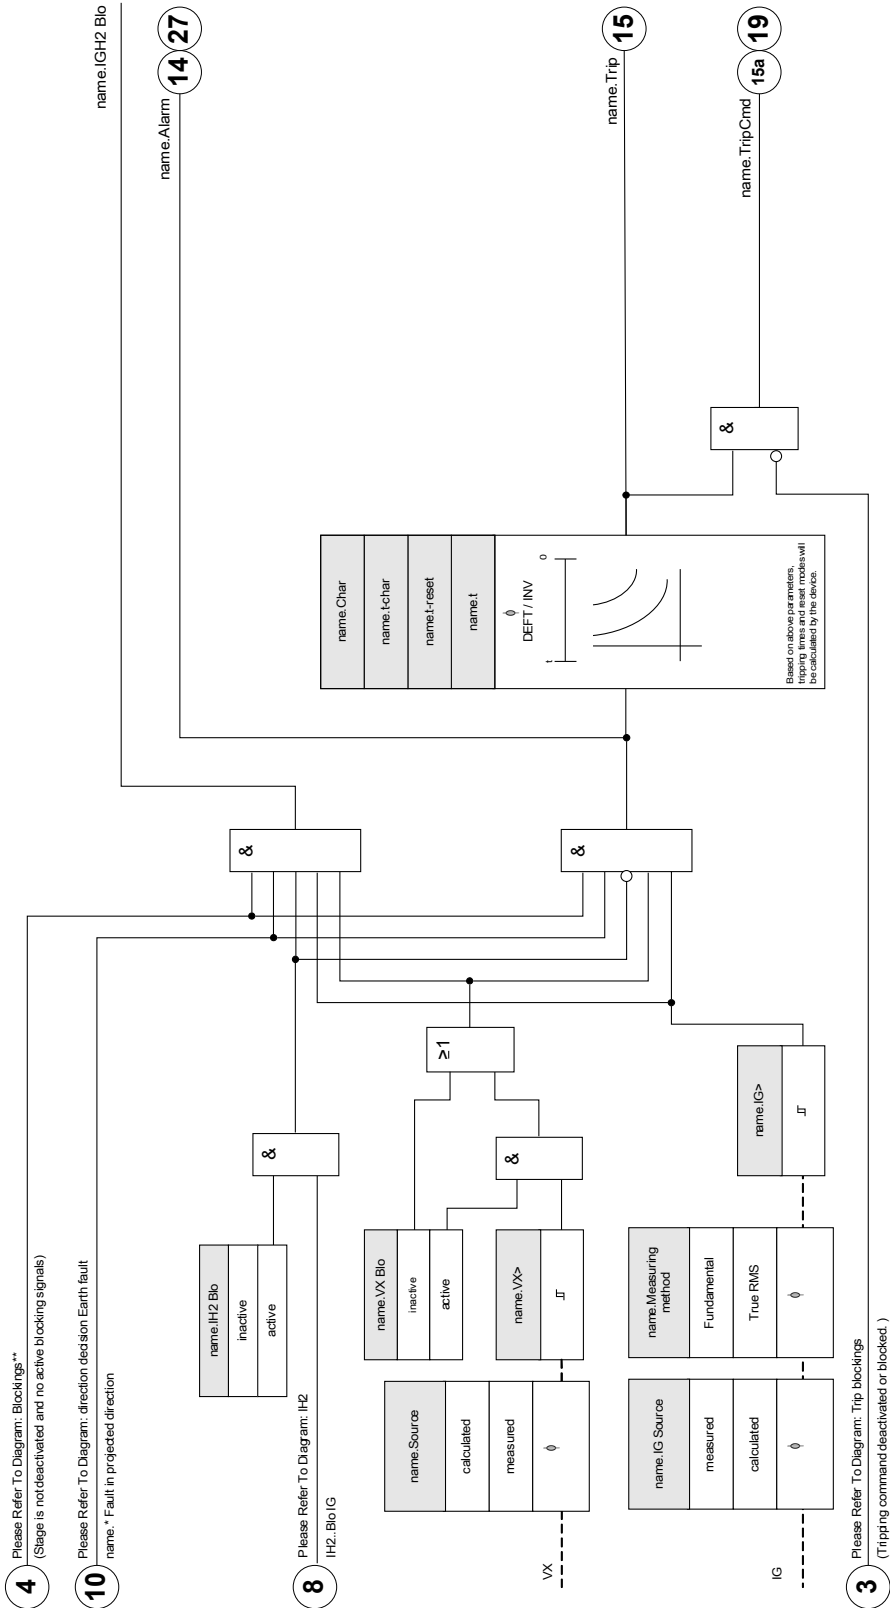 4
Please Refer To Diagram: Blockings**
(Stage is not deactivated and no active blocking signals)
10
Please Refer To Diagram: direction decision Earth fault
name.* Fault in projected direction
name.IH2 Blo
inactive
active
8
Please Refer To Diagram: IH2
IH2..Blo IG
&
name.VX Blo
inactive
active
name.Source
calculated
measured
ϕ
VX
name.VX>
&
≥1
name.IG Source
measured
calculated
ϕ
IG
name.Measuring
method
Fundamental
True RMS
ϕ
name.IG>
3
Please Refer To Diagram: Trip blockings
(Tripping command deactivated or blocked. )
&
&
name.Char
name.t-char
name.t-reset
name.t
ϕ
DEFT / INV
t
0
Based on above parameters,
tripping times and reset modes will
be calculated by the device.
&
name.IGH2 Blo
name.Alarm
14
27
name.Trip
15
name.TripCmd
15a
19